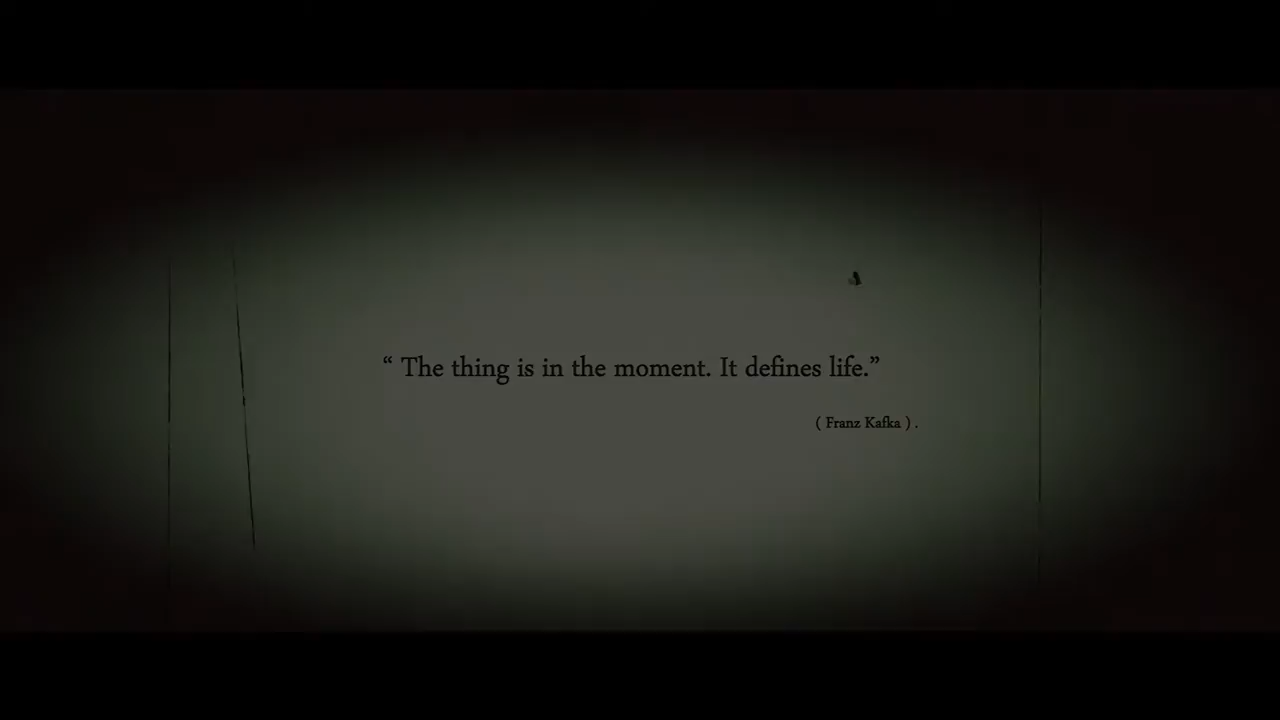 “ The thing is in the moment. It defines life.”
( Franz Kafka ) .